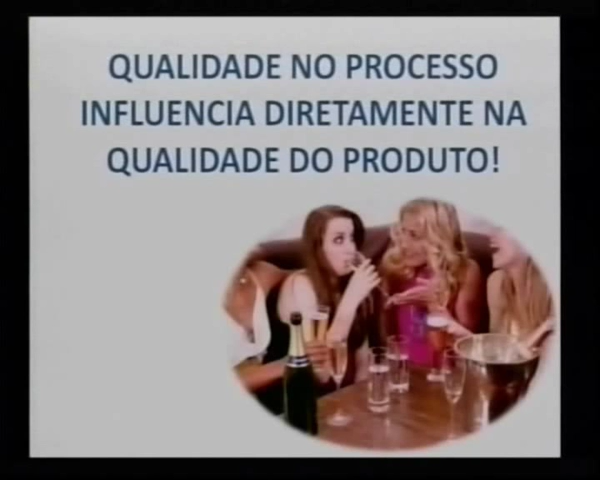 QUALIDADE NO PROCESSO
INFLUENCIA DIRETAMENTE NA
QUALIDADE DO PRODUTO!